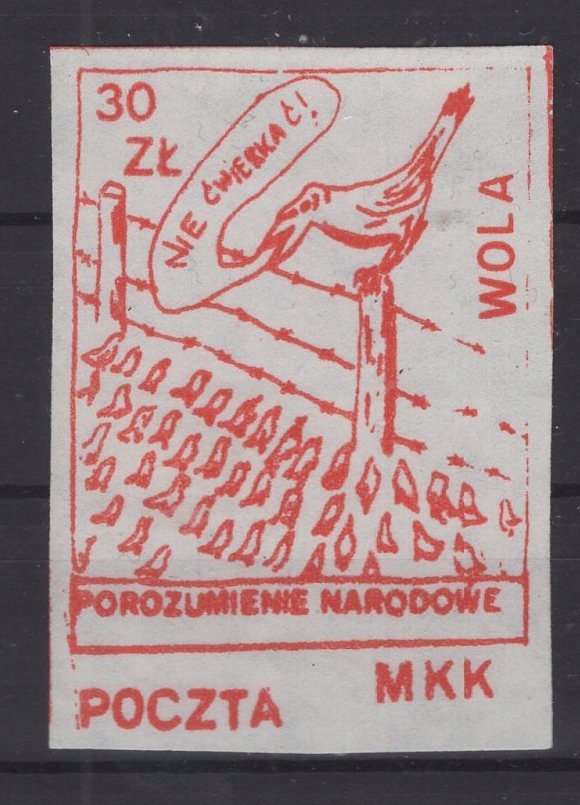 30
ZŁ
NIE ĆWIERKAĆ!
WOLA
POROZUMIENIE NARODOWE
MKK
POCZTA